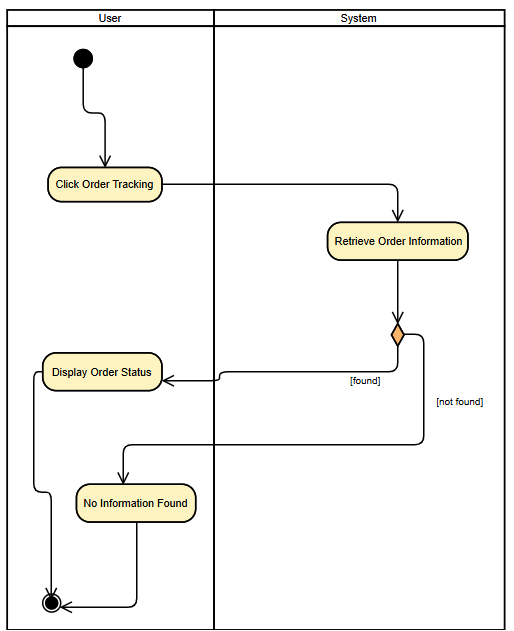 User
System
Click Order Tracking
Retrieve Order Information
Display Order Status
[found]
[not found]
No Information Found